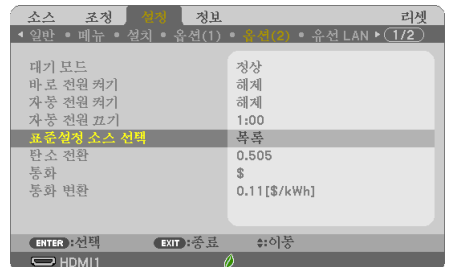 소스 조정 설정 정보 리셋
일반 • 메뉴 • 설치 • 옵션(1) • 옵션(2) • 유선 LAN 1/2
대기 모드 정상
바로 전원 켜기 해제
자동 전원 켜기 해제
자동 전원 끄기 1:00
표준설정 소스 선택 목록
탄소 전환 0.505
통화 $
통화 변환 0.11[$/kWh]
ENTER :선택 EXIT :종료 :이동
HDMI1